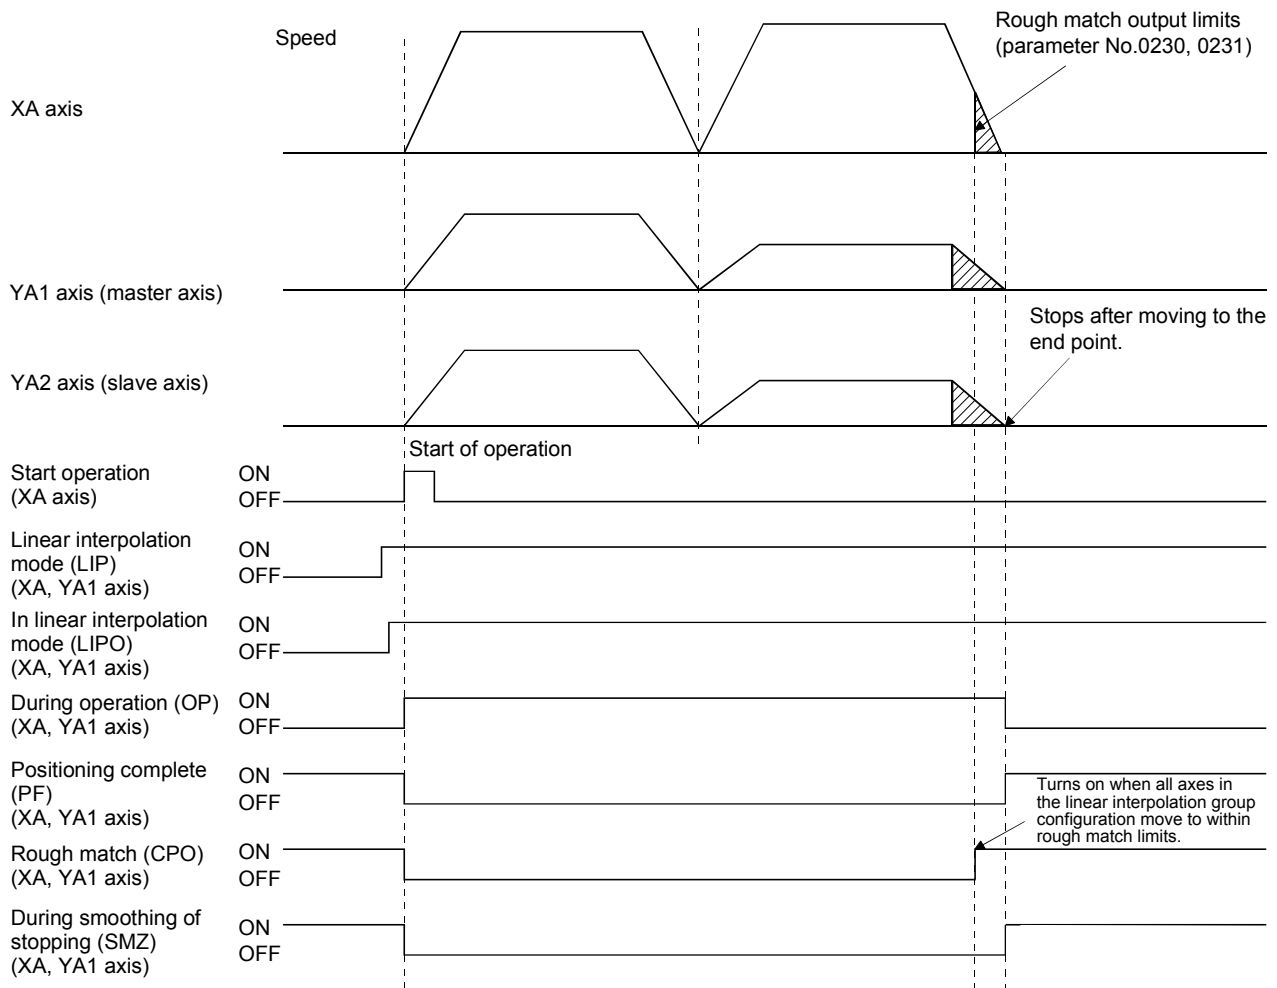 Speed
Rough match output limits
(parameter No.0230, 0231)
XA axis
YA1 axis (master axis)
Stops after moving to the
end point.
YA2 axis (slave axis)
Start of operation
Start operation
(XA axis)
ON
OFF
Linear interpolation
mode (LIP)
(XA, YA1 axis)
ON
OFF
In linear interpolation
mode (LIPO)
(XA, YA1 axis)
ON
OFF
During operation (OP)
(XA, YA1 axis)
ON
OFF
Positioning complete
(PF)
(XA, YA1 axis)
ON
OFF
Turns on when all axes in
the linear interpolation group
configuration move to within
rough match limits.
Rough match (CPO)
(XA, YA1 axis)
ON
OFF
During smoothing of
stopping (SMZ)
(XA, YA1 axis)
ON
OFF